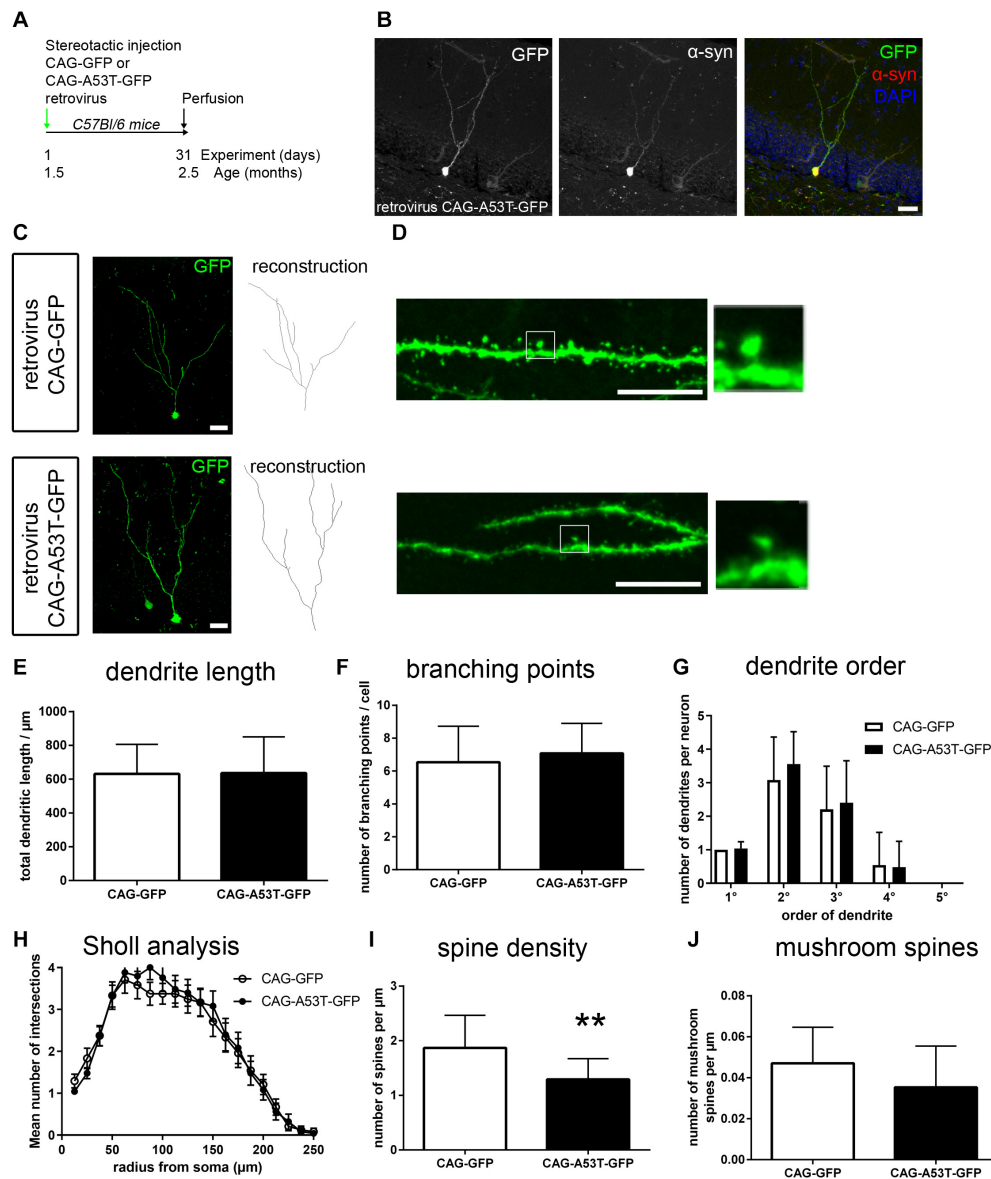 A
Stereotactic injection
CAG-GFP or
CAG-A53T-GFP
retrovirus
Perfusion
C57Bl/6 mice
1
31 Experiment (days)
1.5
2.5 Age (months)
B
GFP
retrovirus CAG-A53T-GFP
α-syn
GFP
α-syn
DAPI
C
retrovirus
CAG-GFP
GFP
reconstruction
retrovirus
CAG-A53T-GFP
GFP
reconstruction
D
E
dendrite length
total dendritic length / µm
1000
800
600
400
200
0
CAG-GFP
CAG-A53T-GFP
F
branching points
number of branching points / cell
10
8
6
4
2
0
CAG-GFP
CAG-A53T-GFP
G
dendrite order
number of dendrites per neuron
5
4
3
2
1
0
1°
2°
3°
4°
5°
order of dendrite
CAG-GFP
CAG-A53T-GFP
H
Sholl analysis
Mean number of intersections
4
3
2
1
0
0
50
100
150
200
250
radius from soma (µm)
CAG-GFP
CAG-A53T-GFP
I
spine density
number of spines per µm
3
2
1
0
**
CAG-GFP
CAG-A53T-GFP
J
mushroom spines
number of mushroom
spines per µm
0.08
0.06
0.04
0.02
0.00
CAG-GFP
CAG-A53T-GFP